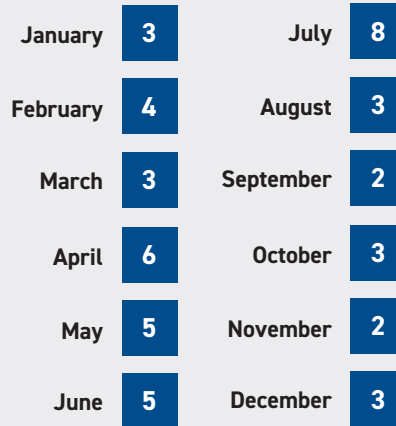 January 3
February 4
March 3
April 6
May 5
June 5
July 8
August 3
September 2
October 3
November 2
December 3